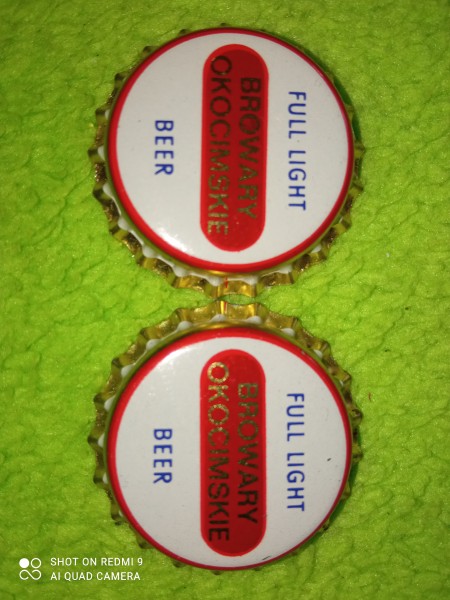 FULL LIGHT
BROWARY
OKOCIMSKIE
BEER
FULL LIGHT
BROWARY
OKOCIMSKIE
BEER
SHOT ON REDMI 9
AI QUAD CAMERA